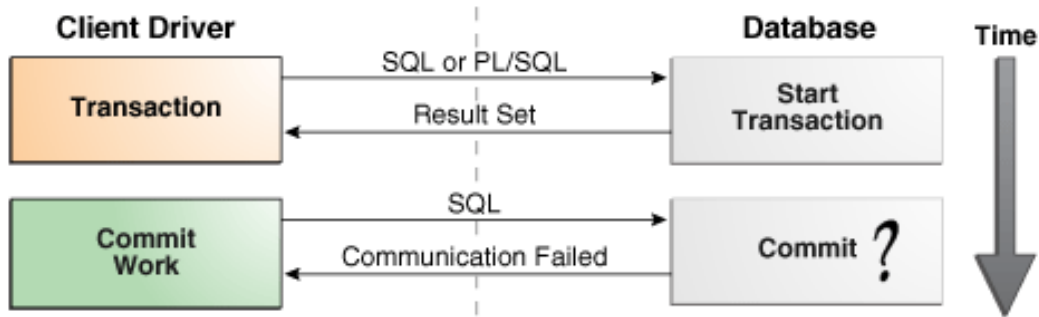 Client Driver
Database
Time
Transaction
SQL or PL/SQL
Result Set
Start
Transaction
Commit
Work
SQL
Communication Failed
Commit ?